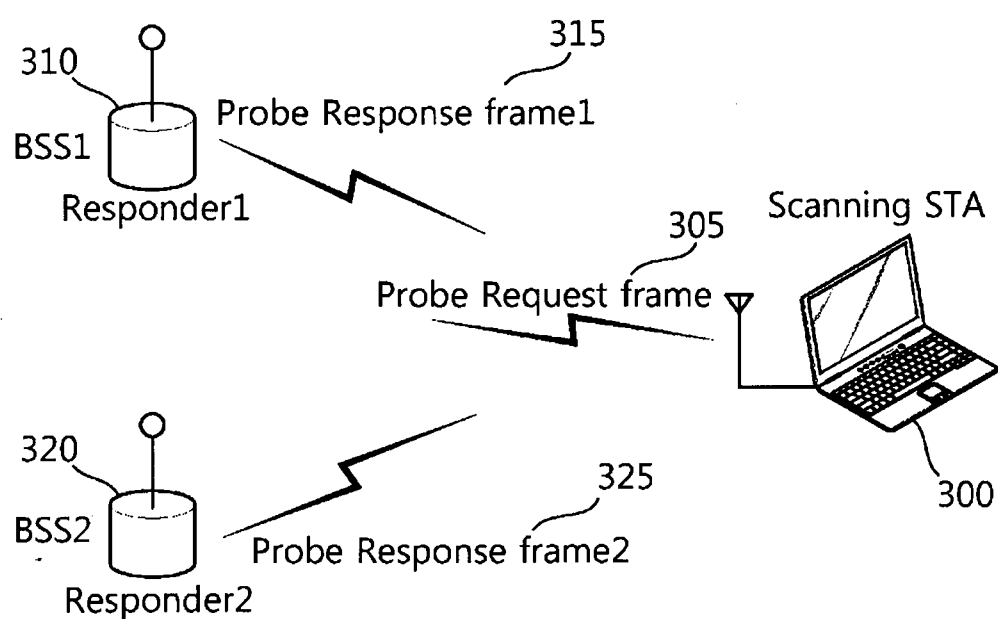 315
310
Probe Response frame1
BSS1
Responder1
Scanning STA
305
Probe Request frame
320
325
300
BSS2
Probe Response frame2
Responder2